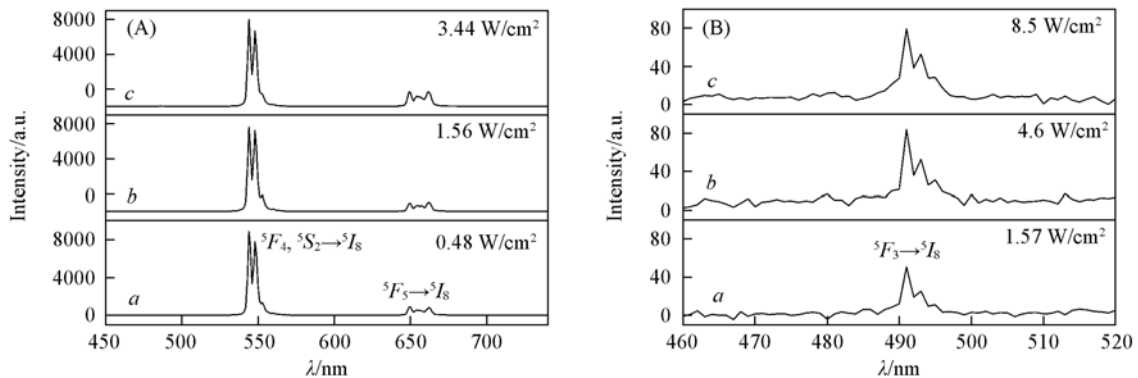 (A)
3.44 W/cm²
8000
4000
0
c
1.56 W/cm²
8000
4000
0
b
0.48 W/cm²
8000
4000
0
a
⁵F₄, ⁵S₂→⁵I₈
⁵F₅→⁵I₈
Intensity/a.u.
450 500 550 600 650 700
λ/nm
(B)
8.5 W/cm²
80
40
0
c
4.6 W/cm²
80
40
0
b
1.57 W/cm²
80
40
0
a
⁵F₃→⁵I₈
Intensity/a.u.
460 470 480 490 500 510 520
λ/nm